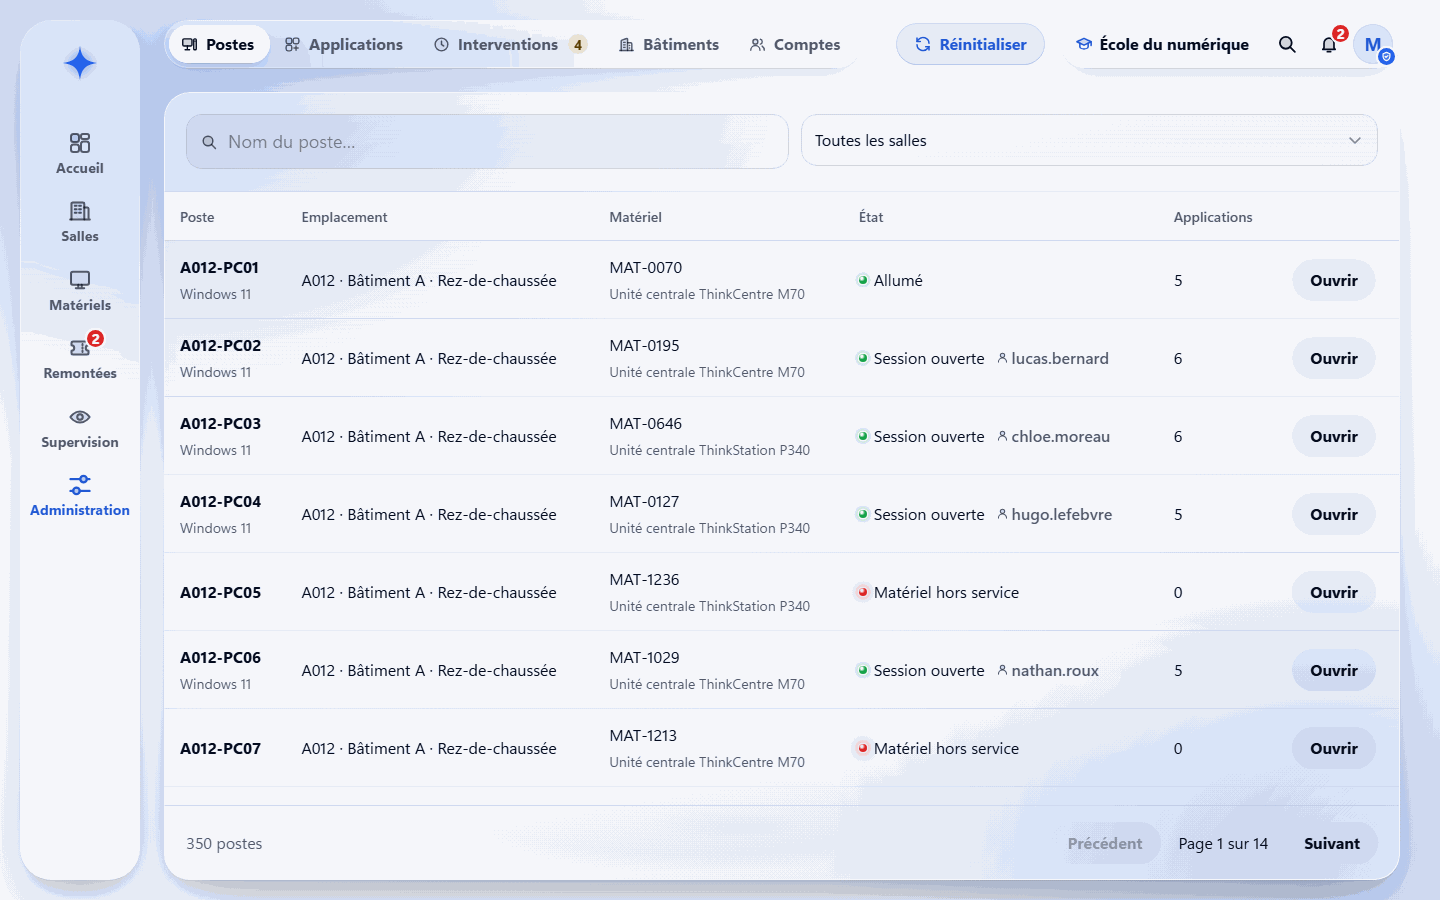 Postes
Applications
Interventions 4
Bâtiments
Comptes
Réinitialiser
École du numérique
2
M
Accueil
Salles
Matériels
2
Remontées
Supervision
Administration
Nom du poste...
Toutes les salles
Poste Emplacement Matériel État Applications
A012-PC01 A012 · Bâtiment A · Rez-de-chaussée MAT-0070 Allumé 5 Ouvrir
Windows 11 Unité centrale ThinkCentre M70
A012-PC02 A012 · Bâtiment A · Rez-de-chaussée MAT-0195 Session ouverte lucas.bernard 6 Ouvrir
Windows 11 Unité centrale ThinkCentre M70
A012-PC03 A012 · Bâtiment A · Rez-de-chaussée MAT-0646 Session ouverte chloe.moreau 6 Ouvrir
Windows 11 Unité centrale ThinkStation P340
A012-PC04 A012 · Bâtiment A · Rez-de-chaussée MAT-0127 Session ouverte hugo.lefebvre 5 Ouvrir
Windows 11 Unité centrale ThinkStation P340
A012-PC05 A012 · Bâtiment A · Rez-de-chaussée MAT-1236 Matériel hors service 0 Ouvrir
Unité centrale ThinkStation P340
A012-PC06 A012 · Bâtiment A · Rez-de-chaussée MAT-1029 Session ouverte nathan.roux 5 Ouvrir
Windows 11 Unité centrale ThinkCentre M70
A012-PC07 A012 · Bâtiment A · Rez-de-chaussée MAT-1213 Matériel hors service 0 Ouvrir
Unité centrale ThinkCentre M70
350 postes
Précédent Page 1 sur 14 Suivant